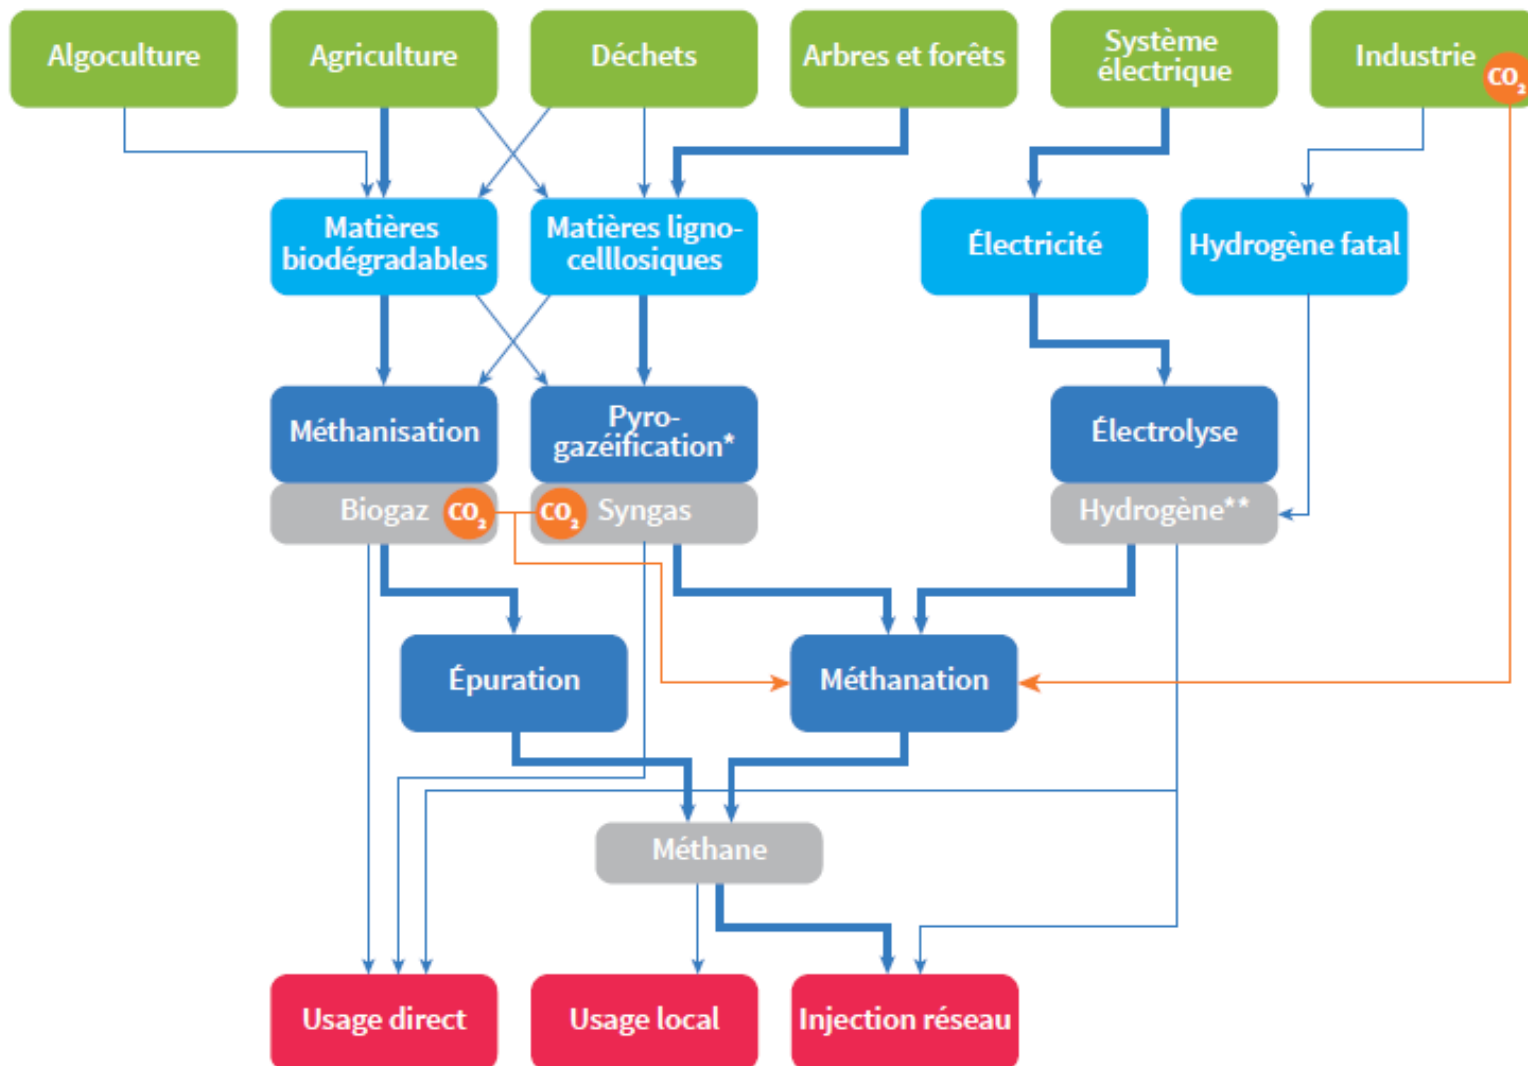 Algoculture
Agriculture
Déchets
Arbres et forêts
Système
électrique
Industrie
CO₂
Matières
biodégradables
Matières ligno-
celllosiques
Électricité
Hydrogène fatal
Méthanisation
Pyro-
gazéification*
Électrolyse
Biogaz
CO₂
CO₂
Syngas
Hydrogène**
Épuration
Méthanation
Méthane
Usage direct
Usage local
Injection réseau